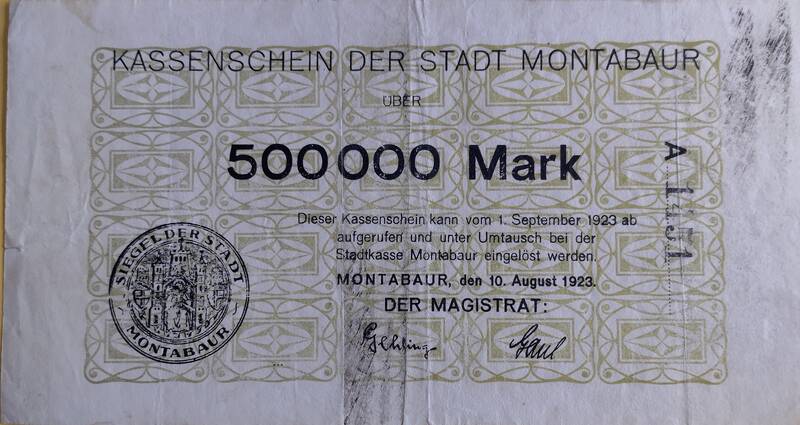 KASSENSCHEIN DER STADT MONTABAUR
ÜBER
500000 Mark
Dieser Kassenschein kann vom 1. September 1923 ab
aufgerufen und unter Umtausch bei der
Stadtkasse Montabaur eingelöst werden.
MONTABAUR, den 10. August 1923.
DER MAGISTRAT:
SIEGEL DER STADT
MONTABAUR
A 1451